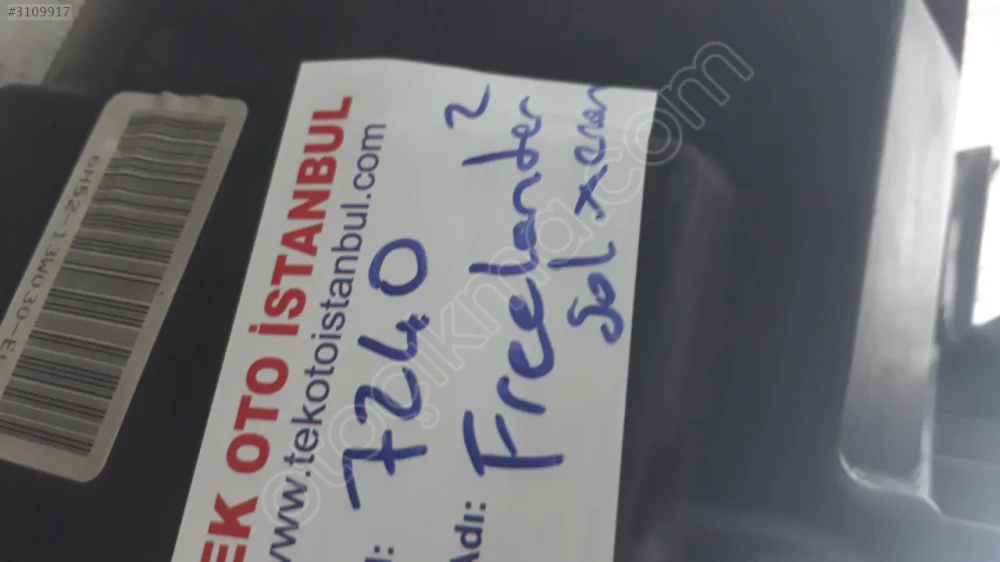 #3109917
EK OTO İSTANBUL
www.tekotoistanbul.com
7240
Adı: Freelander 2
Sol xenon
6H52-13W030-E